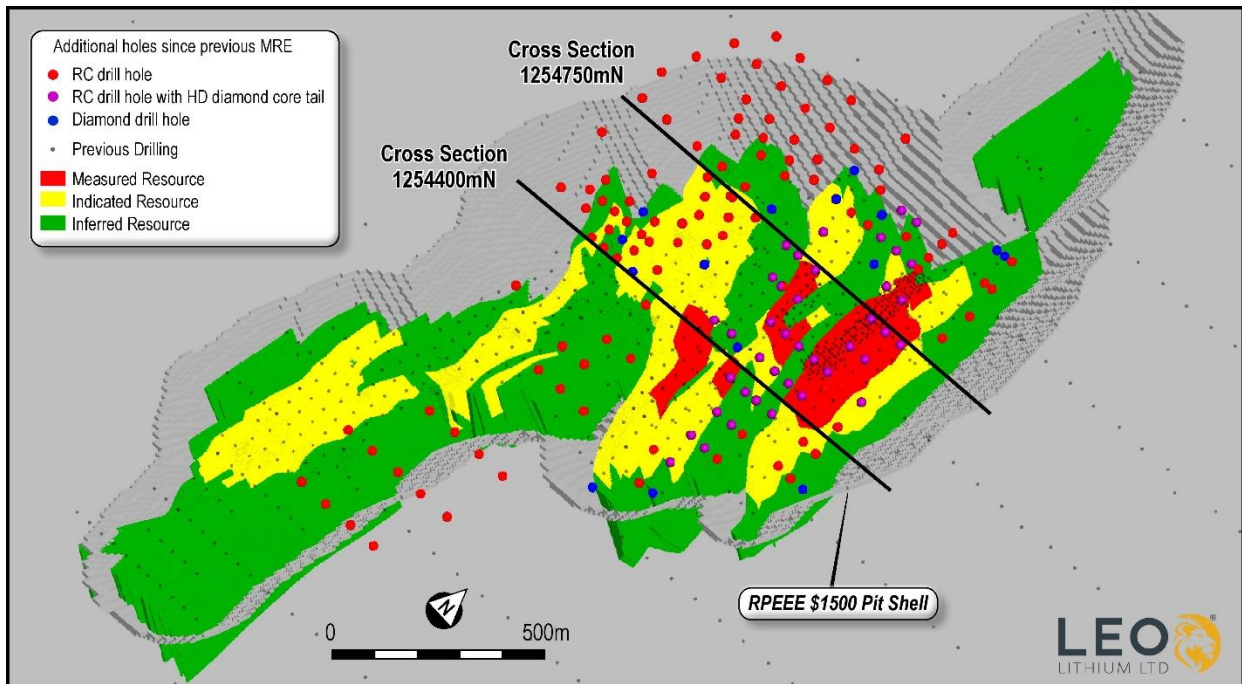 Additional holes since previous MRE
RC drill hole
RC drill hole with HD diamond core tail
Diamond drill hole
Previous Drilling
Measured Resource
Indicated Resource
Inferred Resource
Cross Section
1254750mN
Cross Section
1254400mN
RPEEE $1500 Pit Shell
N
0
500m
LEO®
LITHIUM LTD